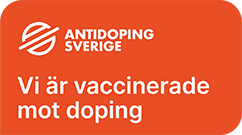 ANTIDOPING
SVERIGE
Vi är vaccinerade
mot doping